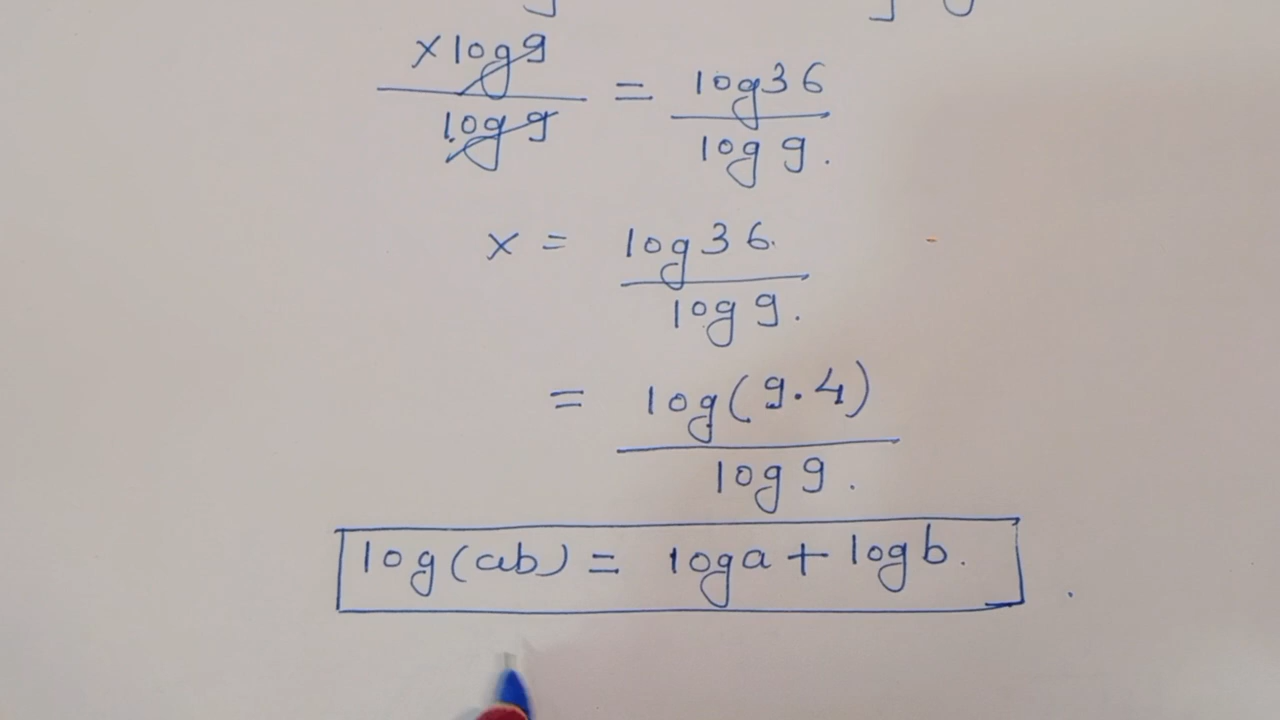 x log 9 / log 9 = log 36 / log 9.
x = log 36. / log 9.
= log(9.4) / log 9.
log(ab) = log a + log b.